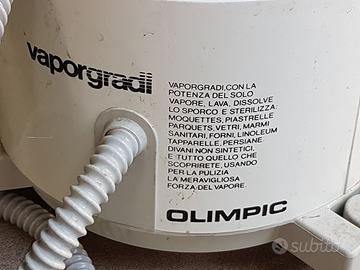 vaporgradi
VAPORGRADI, CON LA
POTENZA DEL SOLO
VAPORE, LAVA, DISSOLVE
LO SPORCO E STERILIZZA:
MOQUETTES, PIASTRELLE
PARQUETS, VETRI, MARMI
SANITARI, FORNI, LINOLEUM
TAPPARELLE, PERSIANE
DIVANI NON SINTETICI,
E TUTTO QUELLO CHE
SCOPRIRETE, USANDO
PER LA PULIZIA
LA MERAVIGLIOSA
FORZA DEL VAPORE.
OLIMPIC
subito